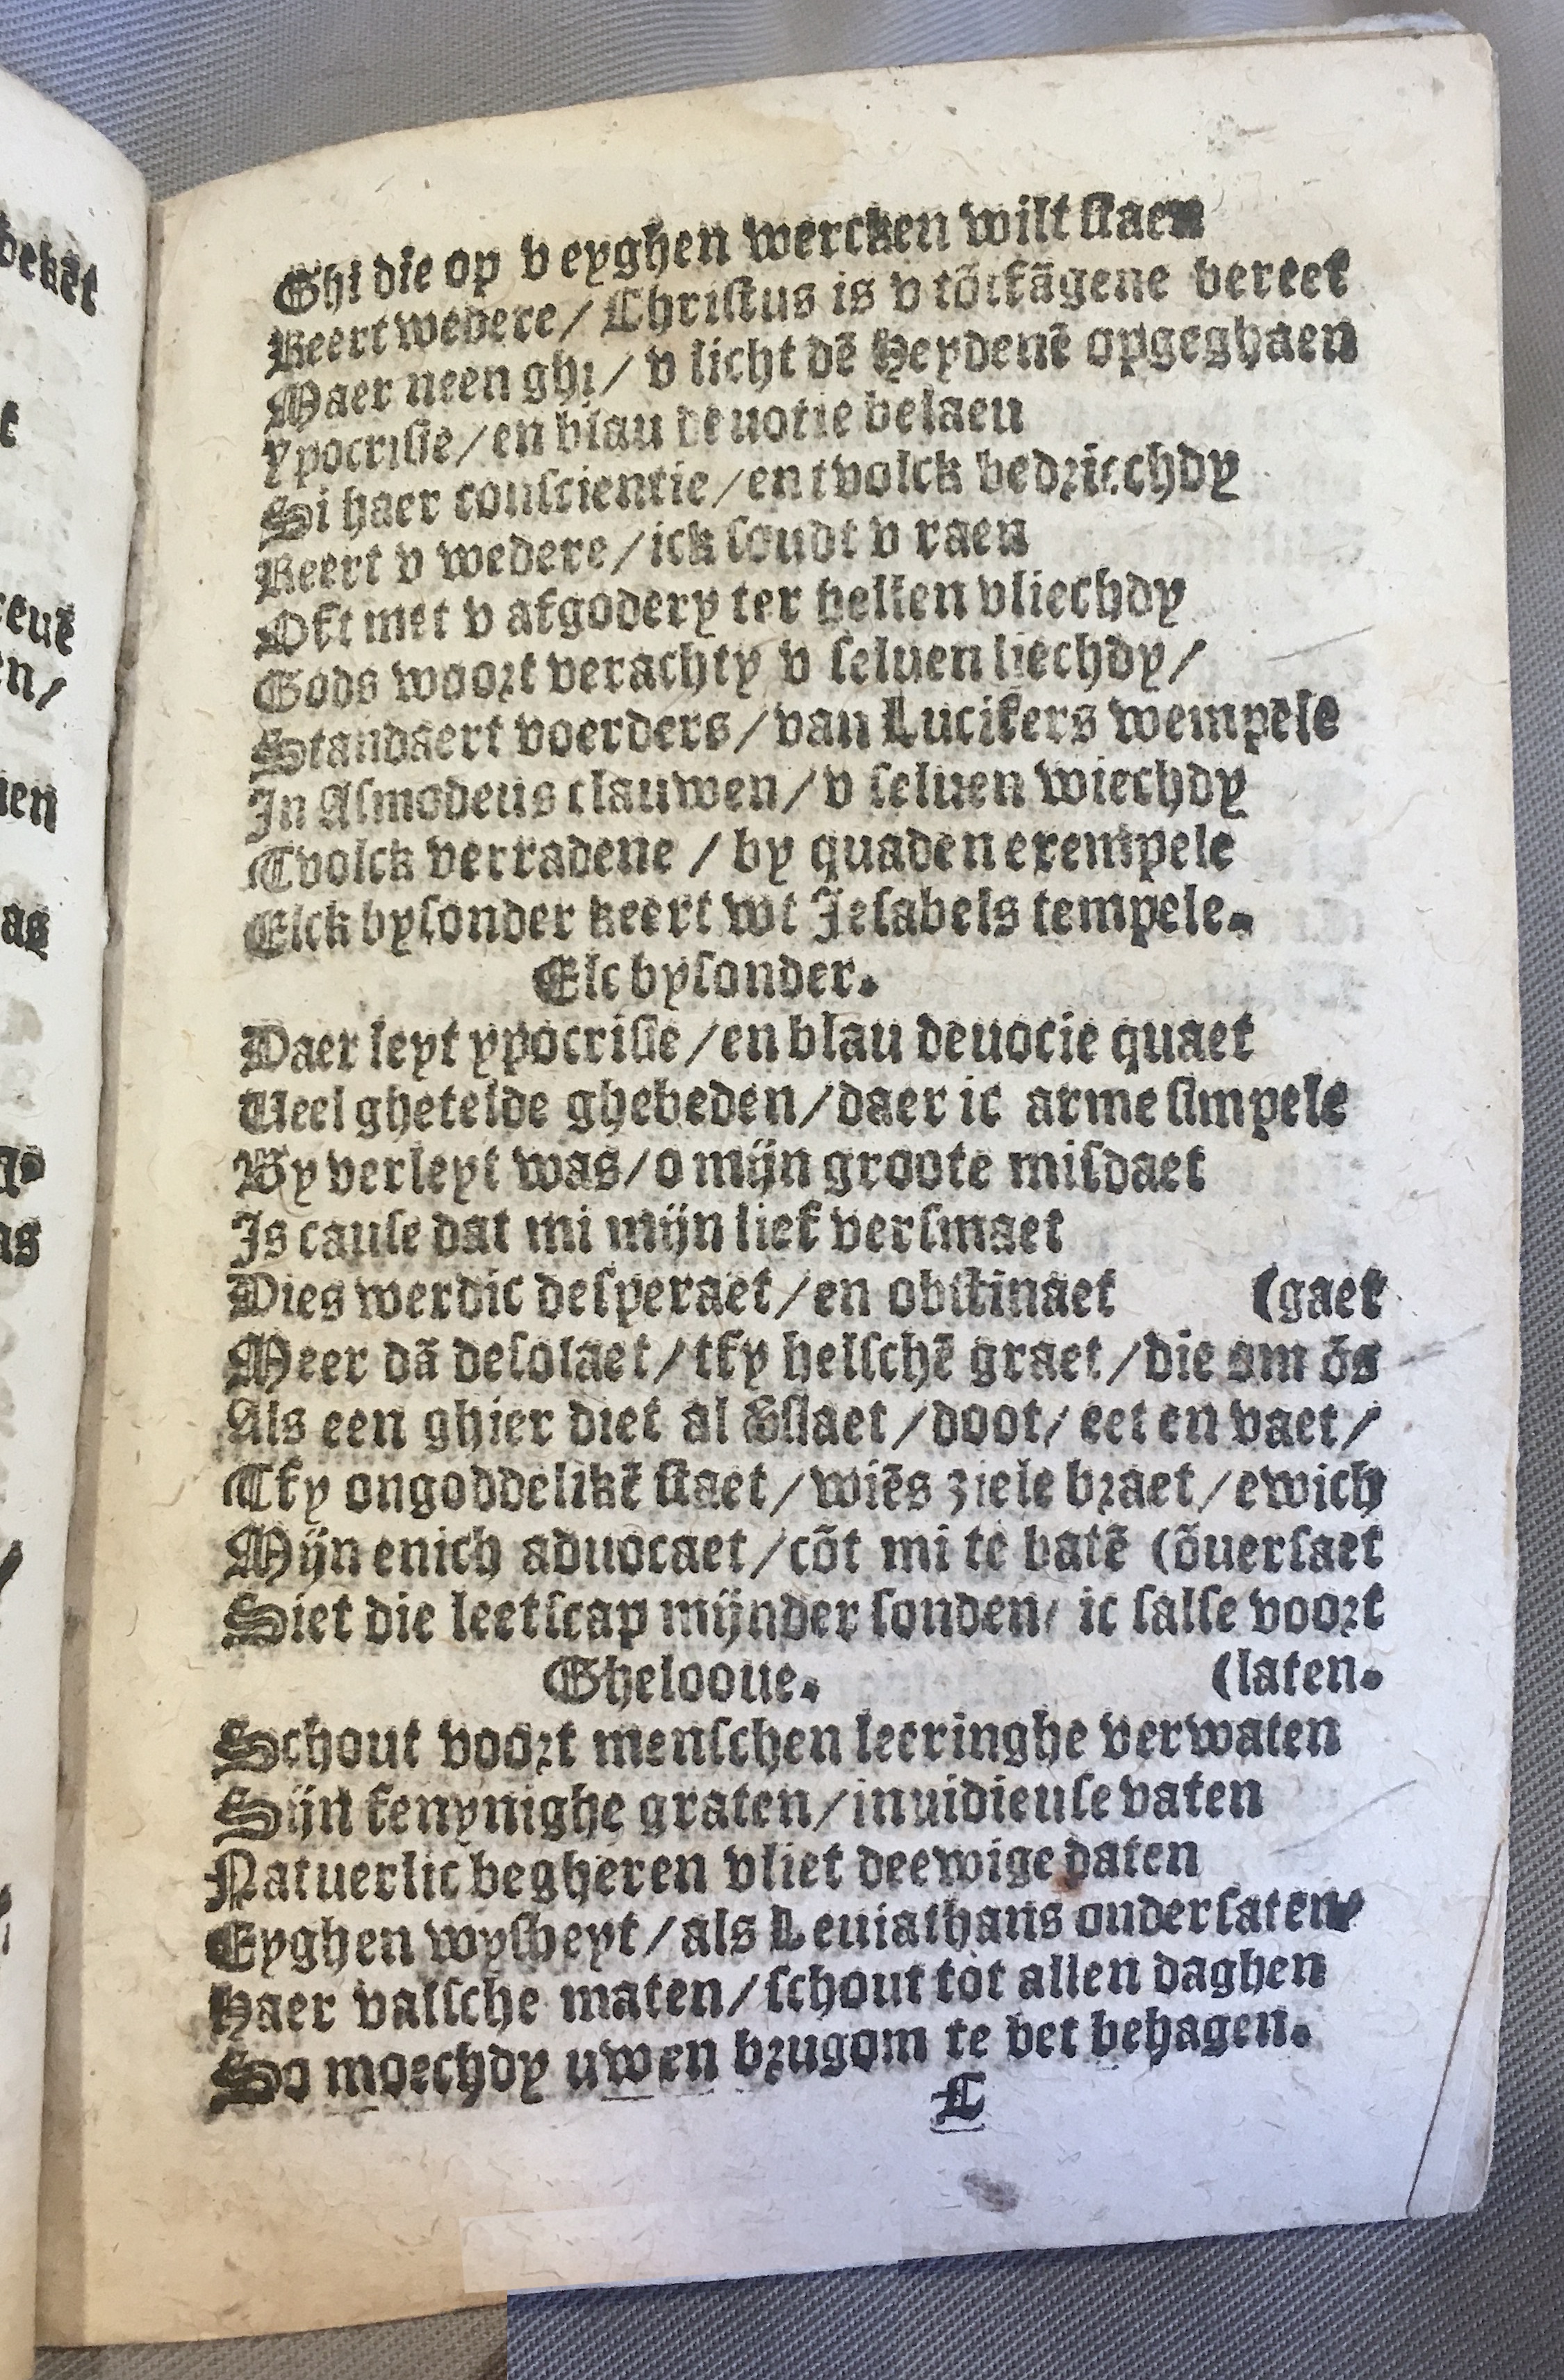 Ghi die op v eyghen wercken wilt staen
Keert wedere / Christus is v tõtfãgene bereet
Maer neen ghi / v licht dẽ Heydenẽ opgeghaen
ypocrisie / en blau deuotie belaeu
Si haer conscientie / en tvolck bedriechdy
Keert v wedere / ick soudt v raen
Oft met v afgodery ter hellen vliechdy
Gods woort verachty v seluen liechdy /
Standaert voerders / van Lucifers wempele
In Asmodeus clauwen / v seluen wiechdy
Tvolck verradene / by quaden exempele
Elck bysonder keert wt Jesabels tempele.
Elc bysonder.
Daer leyt ypocrisie / en blau deuocie quaet
Ueel ghetelde ghebeden / daer ic arme simpele
By verleyt was / o mijn groote misdaet
Is cause dat mi mijn lief versmaet
Dies werdic desperaet / en obstinaet (gaet
Meer dã desolaet / tfy helschẽ graet / die om õs
Als een ghier diet al slaet / doot / eet en vaet /
Tfy ongoddelikẽ staet / wiẽs ziele braet / ewich
Mijn enich aduocaet / cõt mi te batẽ (õuersaet
Siet die leetscap mijnder sonden / ic salse voort
Ghelooue. (laten.
Schout voort menschen leeringhe verwaten
Sijn fenynighe graten / inuidieuse vaten
Natuerlic begheren vliet deewige daten
Eyghen wysheyt / als Leuiathans ondersaten
Haer valsche maten / schout tot allen daghen
So moechdy uwen brugom te bet behagen.
C